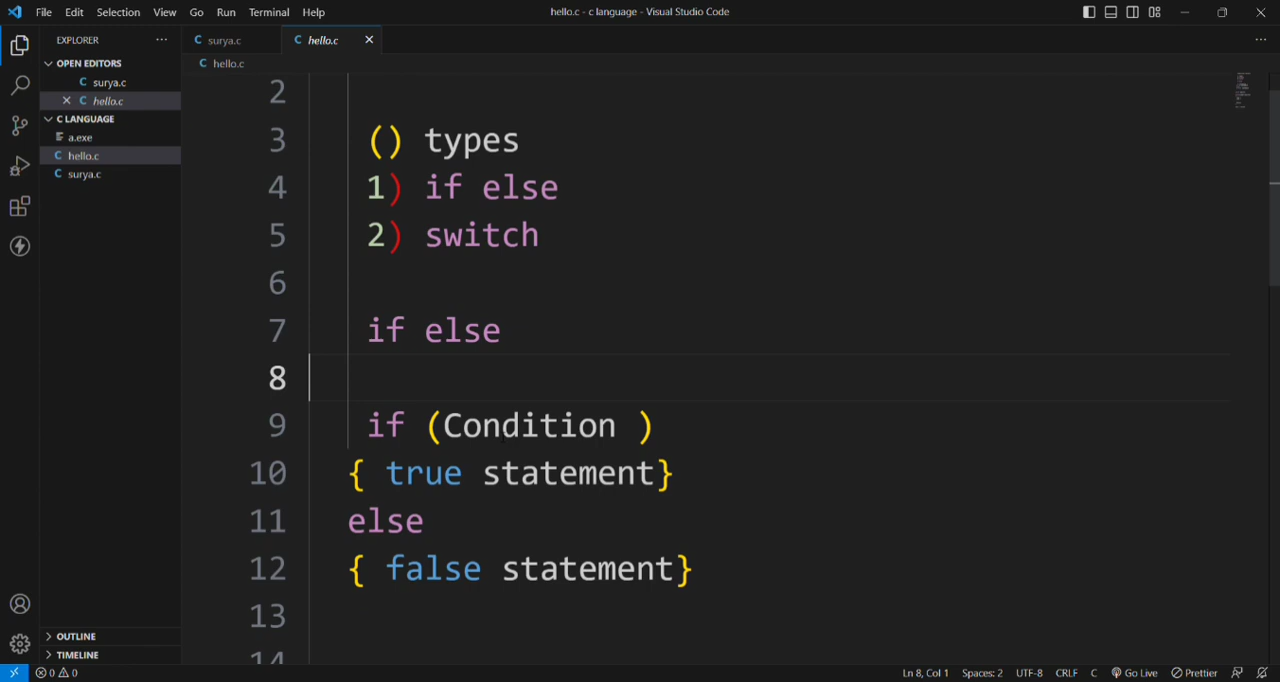 File Edit Selection View Go Run Terminal Help
hello.c - c language - Visual Studio Code
EXPLORER
OPEN EDITORS
surya.c
hello.c
C LANGUAGE
a.exe
hello.c
surya.c
OUTLINE
TIMELINE
surya.c hello.c
hello.c
2
3 () types
4 1) if else
5 2) switch
6
7 if else
8
9 if (Condition )
10 { true statement}
11 else
12 { false statement}
13
14
0 0
Ln 8, Col 1 Spaces: 2 UTF-8 CRLF C Go Live Prettier